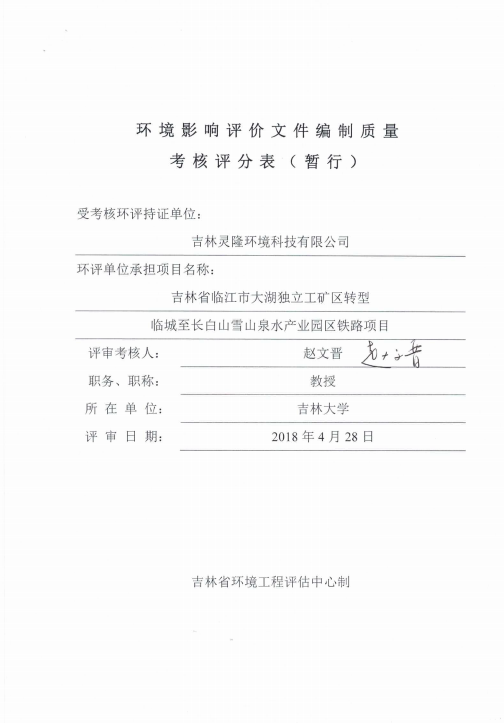 环境影响评价文件编制质量
考核评分表（暂行）
受考核环评持证单位：
吉林灵隆环境科技有限公司
环评单位承担项目名称：
吉林省临江市大湖独立工矿区转型
临城至长白山雪山泉水产业园区铁路项目
评审考核人： 赵文晋 赵文晋
职务、职称： 教授
所在单位： 吉林大学
评审日期： 2018年4月28日
吉林省环境工程评估中心制